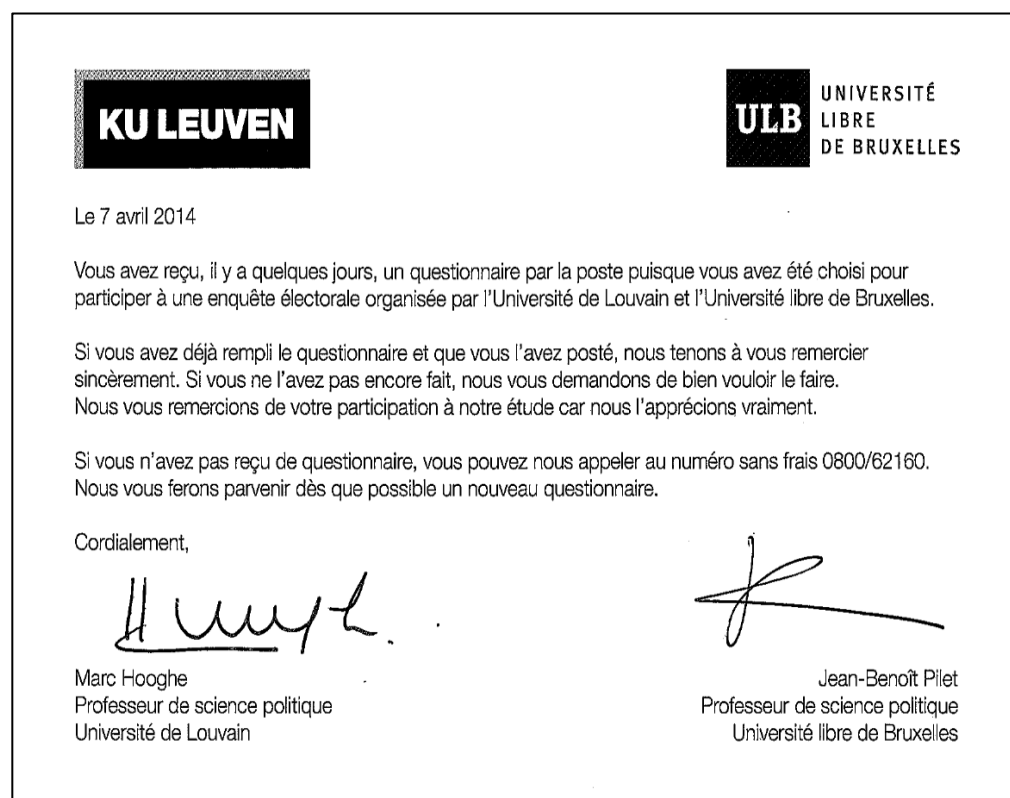 KU LEUVEN
ULB
UNIVERSITÉ
LIBRE
DE BRUXELLES
Le 7 avril 2014
Vous avez reçu, il y a quelques jours, un questionnaire par la poste puisque vous avez été choisi pour
participer à une enquête électorale organisée par l'Université de Louvain et l'Université libre de Bruxelles.
Si vous avez déjà rempli le questionnaire et que vous l'avez posté, nous tenons à vous remercier
sincèrement. Si vous ne l'avez pas encore fait, nous vous demandons de bien vouloir le faire.
Nous vous remercions de votre participation à notre étude car nous l'apprécions vraiment.
Si vous n'avez pas reçu de questionnaire, vous pouvez nous appeler au numéro sans frais 0800/62160.
Nous vous ferons parvenir dès que possible un nouveau questionnaire.
Cordialement,
Marc Hooghe
Professeur de science politique
Université de Louvain
Jean-Benoît Pilet
Professeur de science politique
Université libre de Bruxelles